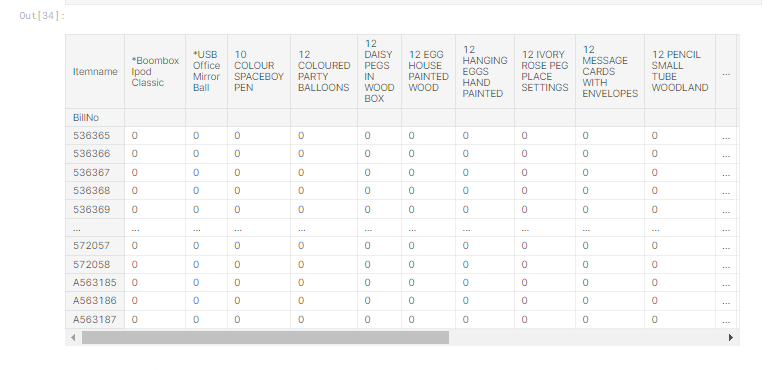 Out[34]:
Itemname *Boombox Ipod Classic *USB Office Mirror Ball 10 COLOUR SPACEBOY PEN 12 COLOURED PARTY BALLOONS 12 DAISY PEGS IN WOOD BOX 12 EGG HOUSE PAINTED WOOD 12 HANGING EGGS HAND PAINTED 12 IVORY ROSE PEG PLACE SETTINGS 12 MESSAGE CARDS WITH ENVELOPES 12 PENCIL SMALL TUBE WOODLAND ...
BillNo
536365 0 0 0 0 0 0 0 0 0 0 ...
536366 0 0 0 0 0 0 0 0 0 0 ...
536367 0 0 0 0 0 0 0 0 0 0 ...
536368 0 0 0 0 0 0 0 0 0 0 ...
536369 0 0 0 0 0 0 0 0 0 0 ...
... ... ... ... ... ... ... ... ... ... ... ...
572057 0 0 0 0 0 0 0 0 0 0 ...
572058 0 0 0 0 0 0 0 0 0 0 ...
A563185 0 0 0 0 0 0 0 0 0 0 ...
A563186 0 0 0 0 0 0 0 0 0 0 ...
A563187 0 0 0 0 0 0 0 0 0 0 ...